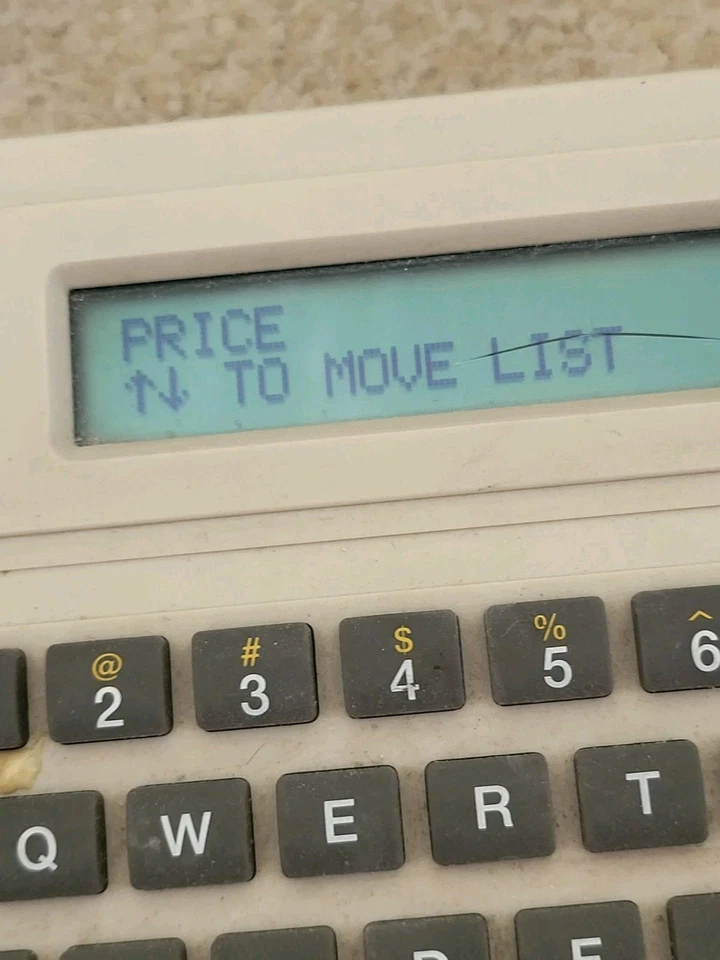 PRICE
↑↓ TO MOVE LIST
@ # $ % ^
2 3 4 5 6
Q W E R T